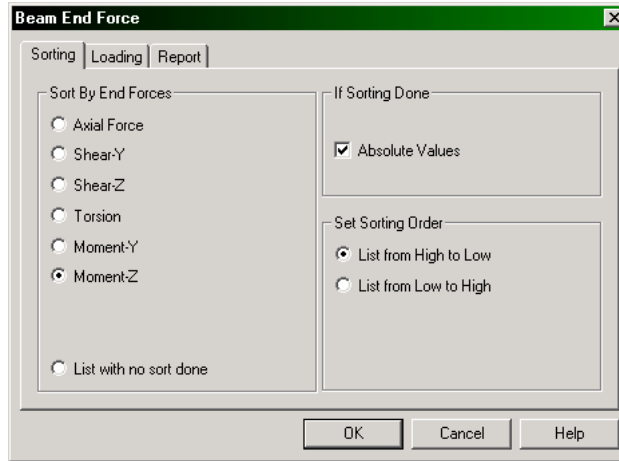 Beam End Force
Sorting Loading Report
Sort By End Forces
Axial Force
Shear-Y
Shear-Z
Torsion
Moment-Y
Moment-Z
List with no sort done
If Sorting Done
Absolute Values
Set Sorting Order
List from High to Low
List from Low to High
OK Cancel Help